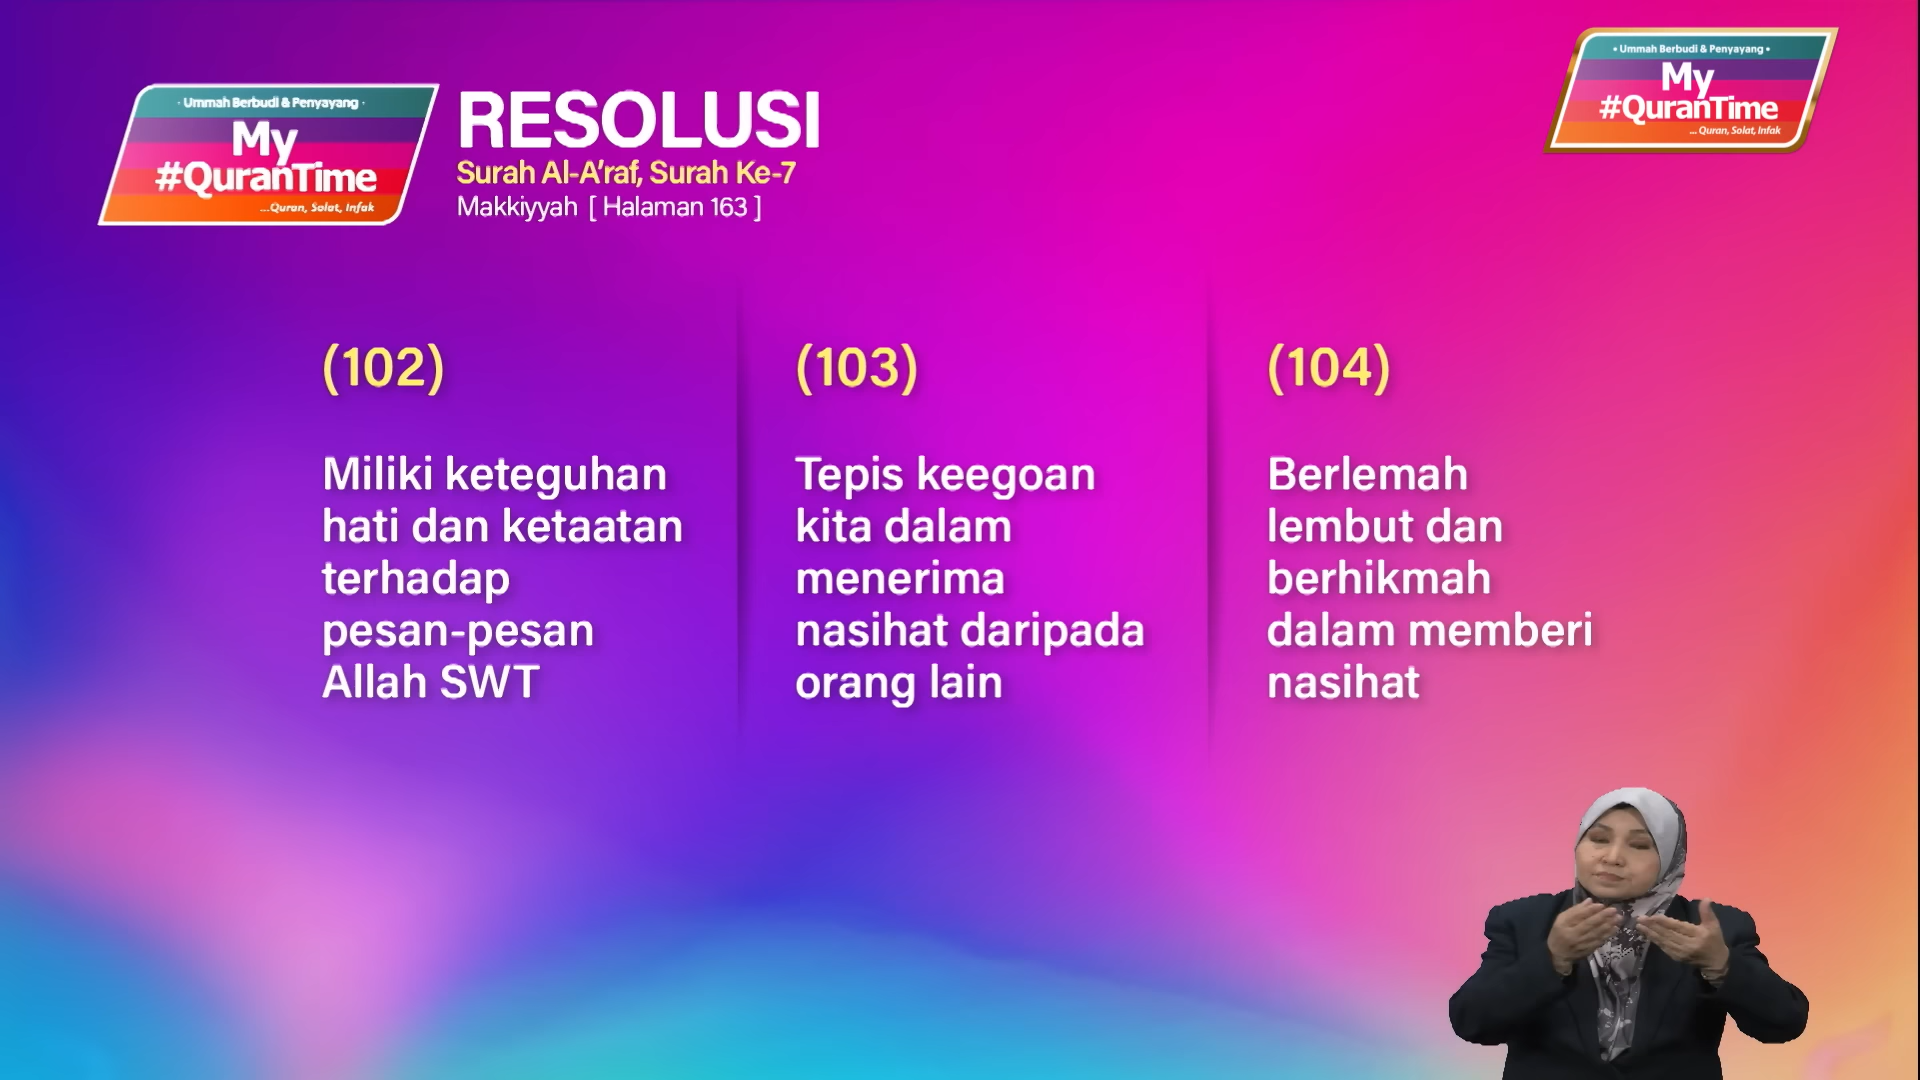 · Ummah Berbudi & Penyayang ·
My
#QuranTime
...Quran, Solat, Infak
RESOLUSI
Surah Al-A'raf, Surah Ke-7
Makkiyyah [ Halaman 163 ]
• Ummah Berbudi & Penyayang •
My
#QuranTime
... Quran, Solat, Infak
(102)
Miliki keteguhan
hati dan ketaatan
terhadap
pesan-pesan
Allah SWT
(103)
Tepis keegoan
kita dalam
menerima
nasihat daripada
orang lain
(104)
Berlemah
lembut dan
berhikmah
dalam memberi
nasihat